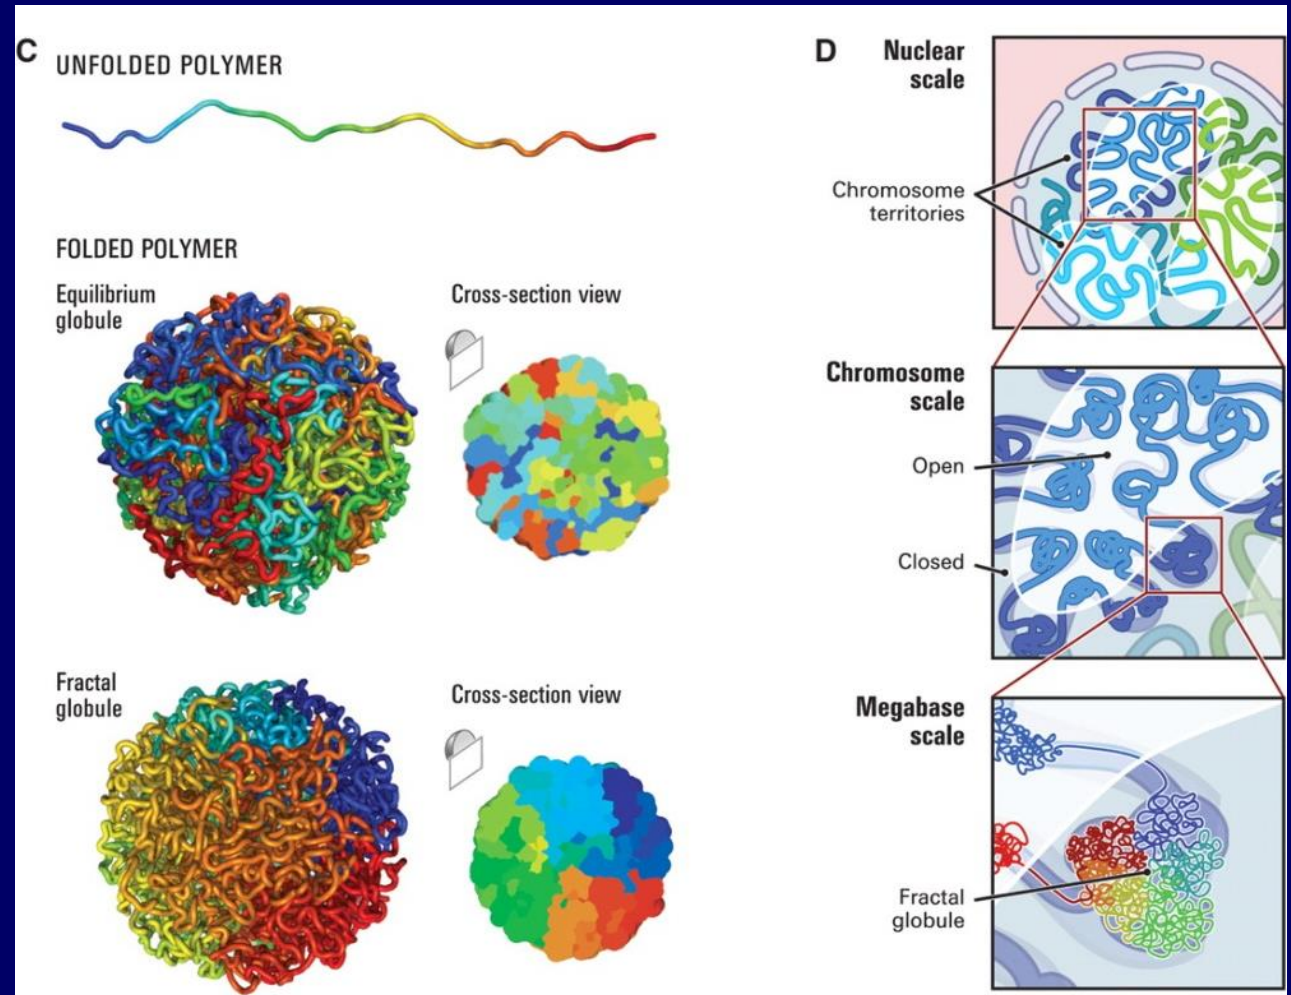 C
UNFOLDED POLYMER
FOLDED POLYMER
Equilibrium
globule
Cross-section view
Fractal
globule
Cross-section view
D
Nuclear
scale
Chromosome
territories
Chromosome
scale
Open
Closed
Megabase
scale
Fractal
globule